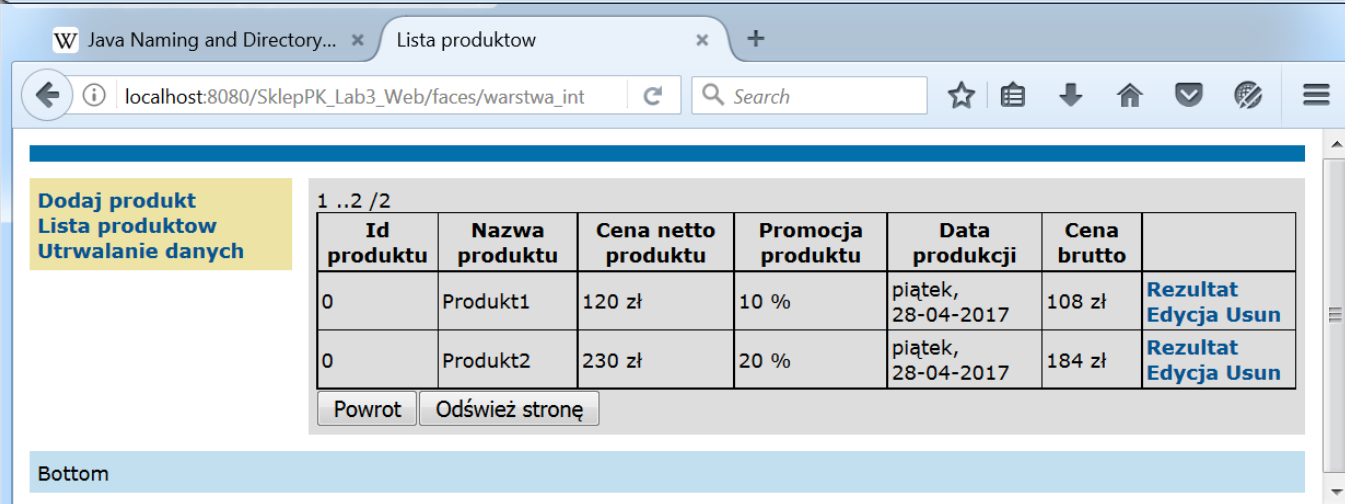 W Java Naming and Directory... × Lista produktow × +
localhost:8080/SklepPK_Lab3_Web/faces/warstwa_int Search
Dodaj produkt
Lista produktow
Utrwalanie danych
1 ..2 /2
Id produktu Nazwa produktu Cena netto produktu Promocja produktu Data produkcji Cena brutto
0 Produkt1 120 zł 10 % piątek, 28-04-2017 108 zł Rezultat Edycja Usun
0 Produkt2 230 zł 20 % piątek, 28-04-2017 184 zł Rezultat Edycja Usun
Powrot Odśwież stronę
Bottom